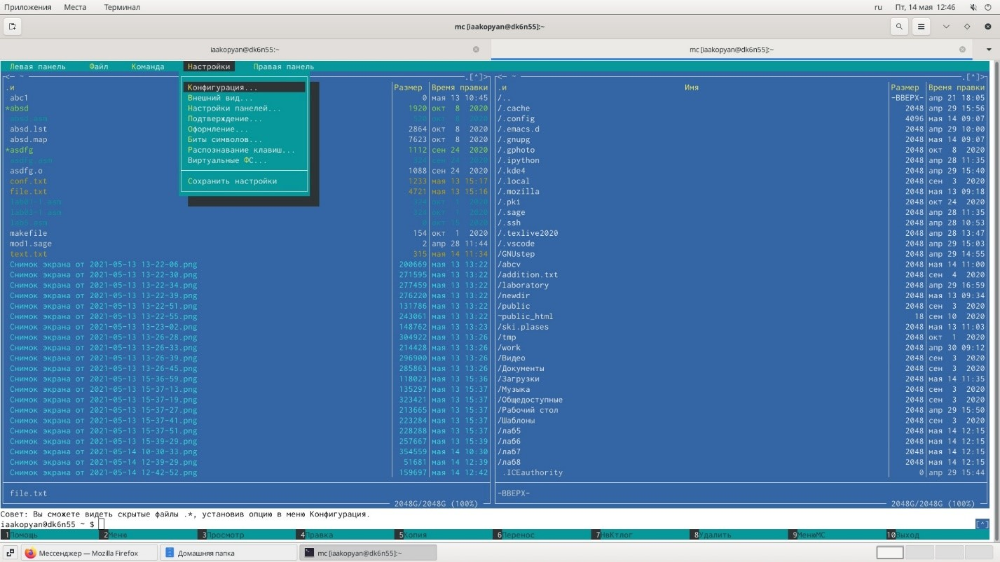 Приложения Места Терминал ru Пт, 14 мая 12:46
mc [iaakopyan@dk6n55]:~
iaakopyan@dk6n55:~ mc [iaakopyan@dk6n55]:~
Левая панель Файл Команда Настройки Правая панель
<— ~ .[^]>
.и Размер Время правки
abc1 0 мая 13 10:45
*absd 1920 окт 8 2020
absd.asm окт 8 2020
absd.lst 2864 окт 8 2020
absd.map 7623 окт 8 2020
*asdfg 1112 сен 24 2020
asdfg.asm 324 сен 24 2020
asdfg.o 1088 сен 24 2020
conf.txt 1233 мая 13 15:17
file.txt 4721 мая 13 15:16
lab01-1.asm 324 окт 1 2020
324 окт 1 2020
0 окт 15 2020
makefile 154 окт 1 2020
mod1.sage 2 апр 28 11:44
text.txt 315 мая 14 11:34
Снимок экрана от 2021-05-13 13-22-06.png 200669 мая 13 13:22
Снимок экрана от 2021-05-13 13-22-30.png 271595 мая 13 13:22
Снимок экрана от 2021-05-13 13-22-34.png 277459 мая 13 13:22
Снимок экрана от 2021-05-13 13-22-39.png 276220 мая 13 13:22
Снимок экрана от 2021-05-13 13-22-51.png 131786 мая 13 13:22
Снимок экрана от 2021-05-13 13-22-55.png 243061 мая 13 13:22
Снимок экрана от 2021-05-13 13-23-02.png 148762 мая 13 13:23
Снимок экрана от 2021-05-13 13-26-28.png 304922 мая 13 13:26
Снимок экрана от 2021-05-13 13-26-33.png 214428 мая 13 13:26
Снимок экрана от 2021-05-13 13-26-39.png 296900 мая 13 13:26
Снимок экрана от 2021-05-13 13-26-45.png 285863 мая 13 13:26
Снимок экрана от 2021-05-13 15-36-59.png 118023 мая 13 15:36
Снимок экрана от 2021-05-13 15-37-13.png 135297 мая 13 15:37
Снимок экрана от 2021-05-13 15-37-19.png 323421 мая 13 15:37
Снимок экрана от 2021-05-13 15-37-27.png 213665 мая 13 15:37
Снимок экрана от 2021-05-13 15-37-41.png 223284 мая 13 15:37
Снимок экрана от 2021-05-13 15-37-51.png 228288 мая 13 15:37
Снимок экрана от 2021-05-13 15-39-29.png 257667 мая 13 15:39
Снимок экрана от 2021-05-14 10-30-33.png 354559 мая 14 10:30
Снимок экрана от 2021-05-14 12-39-29.png 51681 мая 14 12:39
Снимок экрана от 2021-05-14 12-42-52.png 159697 мая 14 12:42
file.txt
2048G/2048G (100%)
Конфигурация...
Внешний вид...
Настройки панелей...
Подтверждение...
Оформление...
Биты символов...
Распознавание клавиш...
Виртуальные ФС...
Сохранить настройки
<— ~ .[^]>
.и Имя Размер Время правки
/.. -ВВЕРХ- апр 21 18:05
/.cache 2048 апр 29 15:56
/.config 4096 мая 14 09:07
/.emacs.d 2048 апр 29 10:00
/.gnupg 2048 мая 14 09:07
/.gphoto 2048 окт 8 2020
/.ipython 2048 апр 28 11:35
/.kde4 2048 апр 29 15:40
/.local 2048 сен 3 2020
/.mozilla 2048 мая 13 09:18
/.pki 2048 окт 24 2020
/.sage 2048 апр 28 11:35
/.ssh 2048 апр 28 10:53
/.texlive2020 2048 апр 28 13:47
/.vscode 2048 апр 29 15:03
/GNUstep 2048 апр 29 14:55
/abcv 2048 мая 14 11:00
/addition.txt 2048 сен 4 2020
/laboratory 2048 апр 29 16:59
/newdir 2048 мая 13 09:34
/public 2048 сен 3 2020
~public_html 18 сен 10 2020
/ski.plases 2048 мая 13 11:03
/tmp 2048 окт 1 2020
/work 2048 апр 30 09:12
/Видео 2048 сен 3 2020
/Документы 2048 сен 3 2020
/Загрузки 2048 мая 14 11:35
/Музыка 2048 сен 3 2020
/Общедоступные 2048 сен 3 2020
/Рабочий стол 2048 апр 29 15:50
/Шаблоны 2048 сен 3 2020
/лаб5 2048 мая 14 12:15
/лаб6 2048 мая 14 12:15
/лаб7 2048 мая 14 12:15
/лаб8 2048 мая 14 12:15
.ICEauthority 0 апр 29 15:44
-ВВЕРХ-
2048G/2048G (100%)
Совет: Вы сможете видеть скрытые файлы .*, установив опцию в меню Конфигурация.
iaakopyan@dk6n55 ~ $ [^]
1Помощь 2Меню 3Просмотр 4Правка 5Копия 6Перенос 7НвКтлог 8Удалить 9МенюMC 10Выход
Мессенджер — Mozilla Firefox Домашняя папка mc [iaakopyan@dk6n55]:~